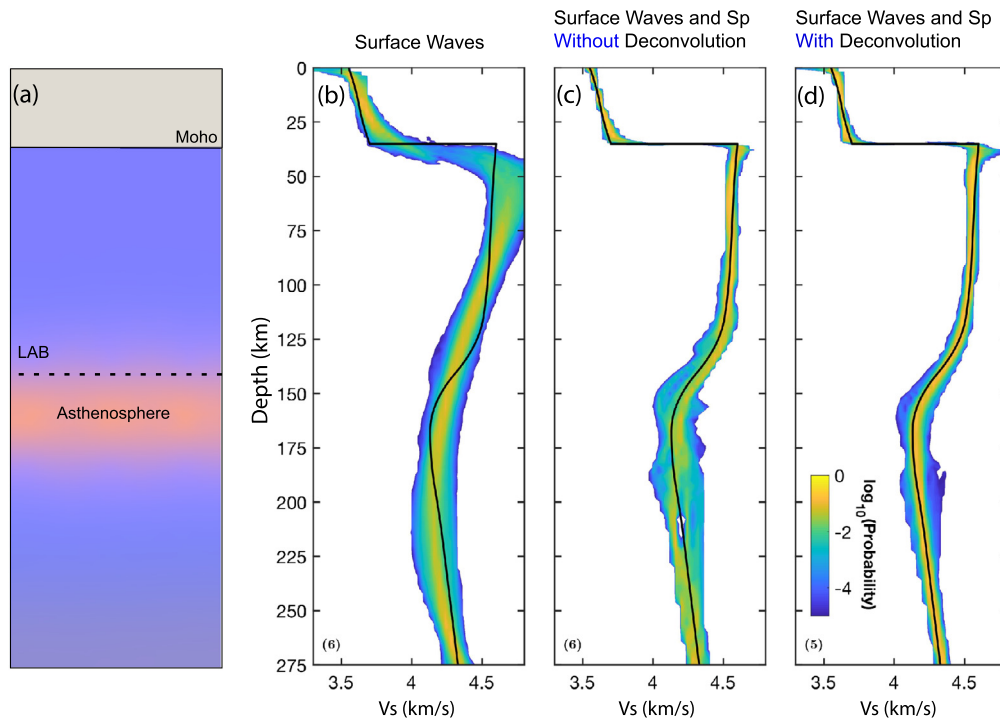 Surface Waves
Surface Waves and Sp
Without Deconvolution
Surface Waves and Sp
With Deconvolution
(a)
Moho
LAB
Asthenosphere
Depth (km)
0
25
50
75
100
125
150
175
200
225
250
275
(b)
(6)
3.5
4
4.5
Vs (km/s)
(c)
(6)
3.5
4
4.5
Vs (km/s)
(d)
0
-2
-4
log10(Probability)
(5)
3.5
4
4.5
Vs (km/s)